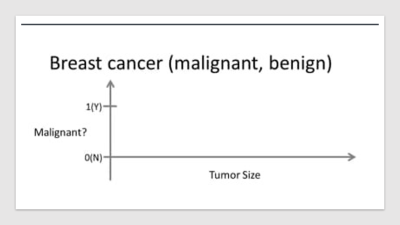 Breast cancer (malignant, benign)
1(Y)
Malignant?
0(N)
Tumor Size